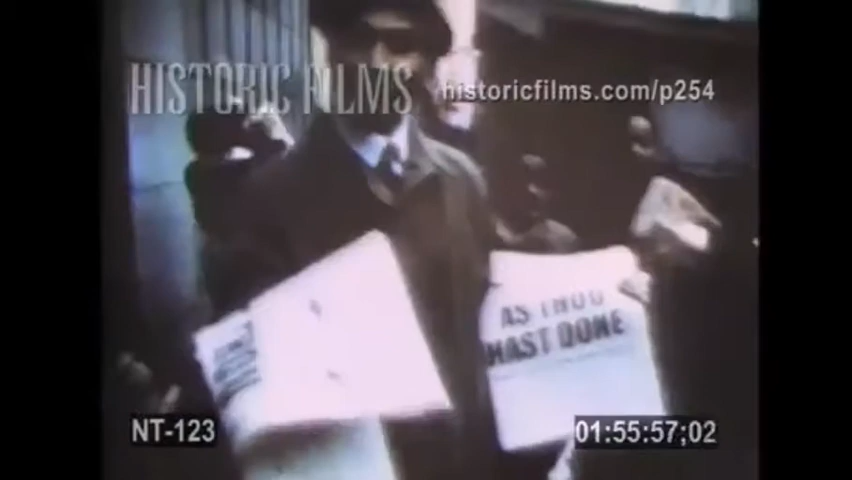 HISTORIC FILMS
historicfilms.com/p254
AS THOU
HAST DONE
NT-123
01:55:57;02